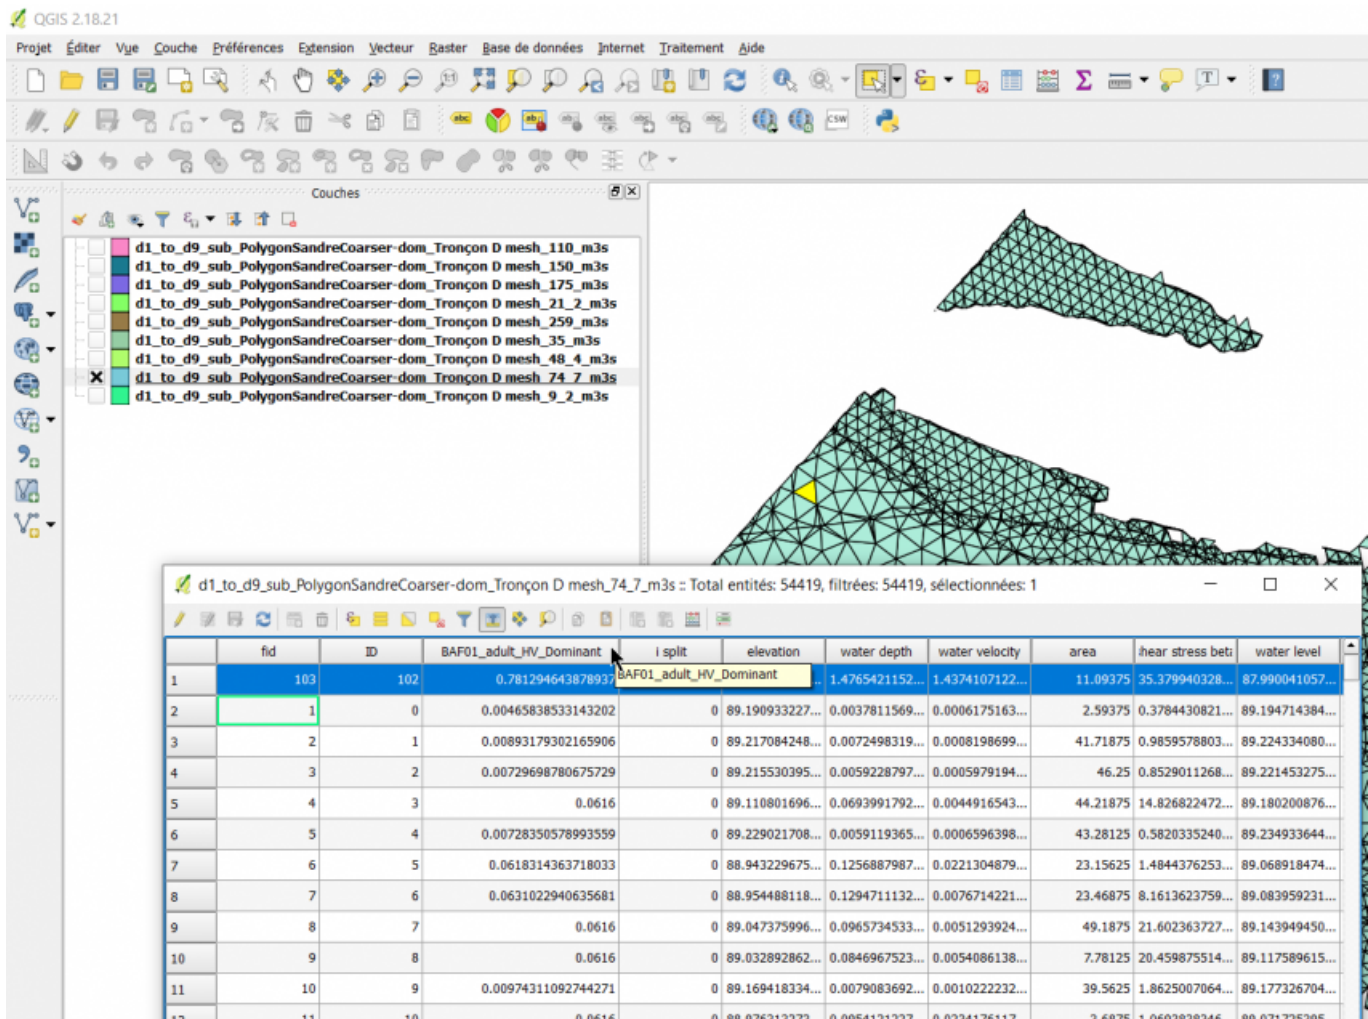 QGIS 2.18.21
Projet Éditer Vue Couche Préférences Extension Vecteur Raster Base de données Internet Traitement Aide
Couches
d1_to_d9_sub_PolygonSandreCoarser-dom_Tronçon D mesh_110_m3s
d1_to_d9_sub_PolygonSandreCoarser-dom_Tronçon D mesh_150_m3s
d1_to_d9_sub_PolygonSandreCoarser-dom_Tronçon D mesh_175_m3s
d1_to_d9_sub_PolygonSandreCoarser-dom_Tronçon D mesh_21_2_m3s
d1_to_d9_sub_PolygonSandreCoarser-dom_Tronçon D mesh_259_m3s
d1_to_d9_sub_PolygonSandreCoarser-dom_Tronçon D mesh_35_m3s
d1_to_d9_sub_PolygonSandreCoarser-dom_Tronçon D mesh_48_4_m3s
d1_to_d9_sub_PolygonSandreCoarser-dom_Tronçon D mesh_74_7_m3s
d1_to_d9_sub_PolygonSandreCoarser-dom_Tronçon D mesh_9_2_m3s
d1_to_d9_sub_PolygonSandreCoarser-dom_Tronçon D mesh_74_7_m3s :: Total entités: 54419, filtrées: 54419, sélectionnées: 1
fid ID BAF01_adult_HV_Dominant i split elevation water depth water velocity area hear stress beta water level
1 103 102 0.781294643878937 BAF01_adult_HV_Dominant 1.4765421152... 1.4374107122... 11.09375 35.379940328... 87.990041057...
2 1 0 0.00465838533143202 0 89.190933227... 0.0037811569... 0.0006175163... 2.59375 0.3784430821... 89.194714384...
3 2 1 0.00893179302165906 0 89.217084248... 0.0072498319... 0.0008198699... 41.71875 0.9859578803... 89.224334080...
4 3 2 0.00729698780675729 0 89.215530395... 0.0059228797... 0.0005979194... 46.25 0.8529011268... 89.221453275...
5 4 3 0.0616 0 89.110801696... 0.0693991792... 0.0044916543... 44.21875 14.826822472... 89.180200876...
6 5 4 0.00728350578993559 0 89.229021708... 0.0059119365... 0.0006596398... 43.28125 0.5820335240... 89.234933644...
7 6 5 0.0618314363718033 0 88.943229675... 0.1256887987... 0.0221304879... 23.15625 1.4844376253... 89.068918474...
8 7 6 0.0631022940635681 0 88.954488118... 0.1294711132... 0.0076714221... 23.46875 8.1613623759... 89.083959231...
9 8 7 0.0616 0 89.047375996... 0.0965734533... 0.0051293924... 49.1875 21.602363727... 89.143949450...
10 9 8 0.0616 0 89.032892862... 0.0846967523... 0.0054086138... 7.78125 20.459875514... 89.117589615...
11 10 9 0.00974311092744271 0 89.169418334... 0.0079083692... 0.0010222232... 39.5625 1.8625007064... 89.177326704...